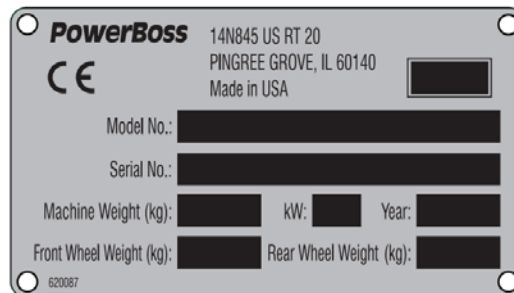 PowerBoss
14N845 US RT 20
PINGREE GROVE, IL 60140
Made in USA
CE
Model No.:
Serial No.:
Machine Weight (kg): kW: Year:
Front Wheel Weight (kg): Rear Wheel Weight (kg):
620087